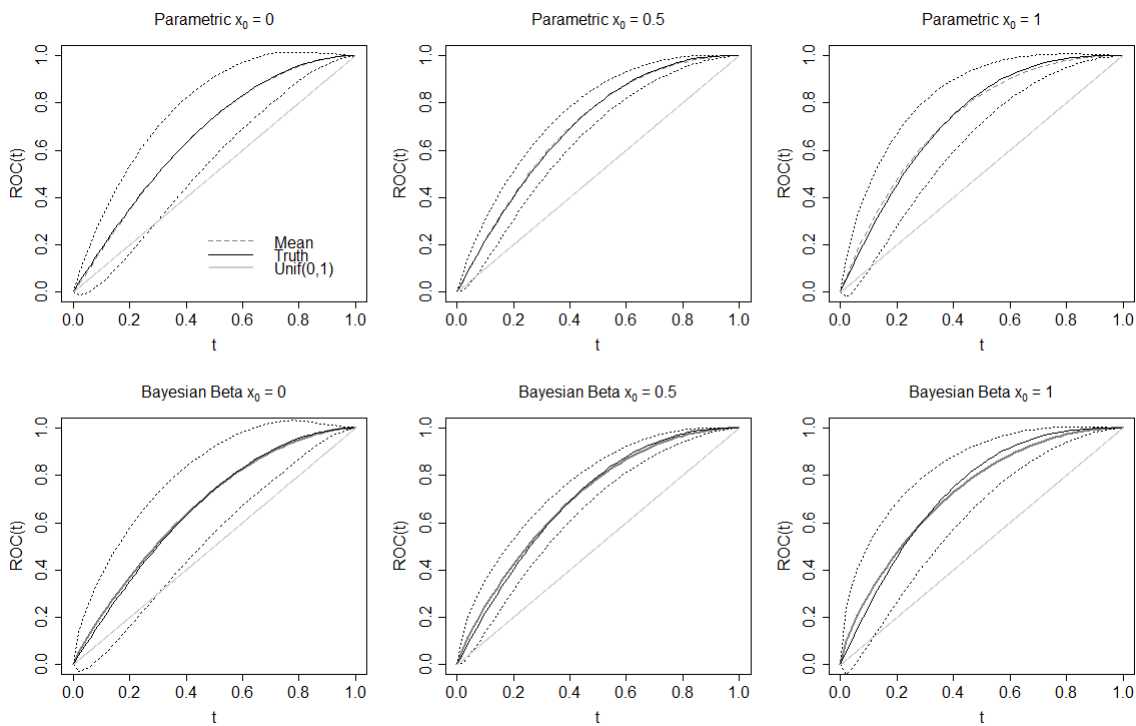 Parametric x₀ = 0
Parametric x₀ = 0.5
Parametric x₀ = 1
ROC(t)
0.0 0.2 0.4 0.6 0.8 1.0
Mean
Truth
Unif(0,1)
0.0 0.2 0.4 0.6 0.8 1.0
t
ROC(t)
0.0 0.2 0.4 0.6 0.8 1.0
0.0 0.2 0.4 0.6 0.8 1.0
t
ROC(t)
0.0 0.2 0.4 0.6 0.8 1.0
0.0 0.2 0.4 0.6 0.8 1.0
t
Bayesian Beta x₀ = 0
Bayesian Beta x₀ = 0.5
Bayesian Beta x₀ = 1
ROC(t)
0.0 0.2 0.4 0.6 0.8 1.0
0.0 0.2 0.4 0.6 0.8 1.0
t
ROC(t)
0.0 0.2 0.4 0.6 0.8 1.0
0.0 0.2 0.4 0.6 0.8 1.0
t
ROC(t)
0.0 0.2 0.4 0.6 0.8 1.0
0.0 0.2 0.4 0.6 0.8 1.0
t